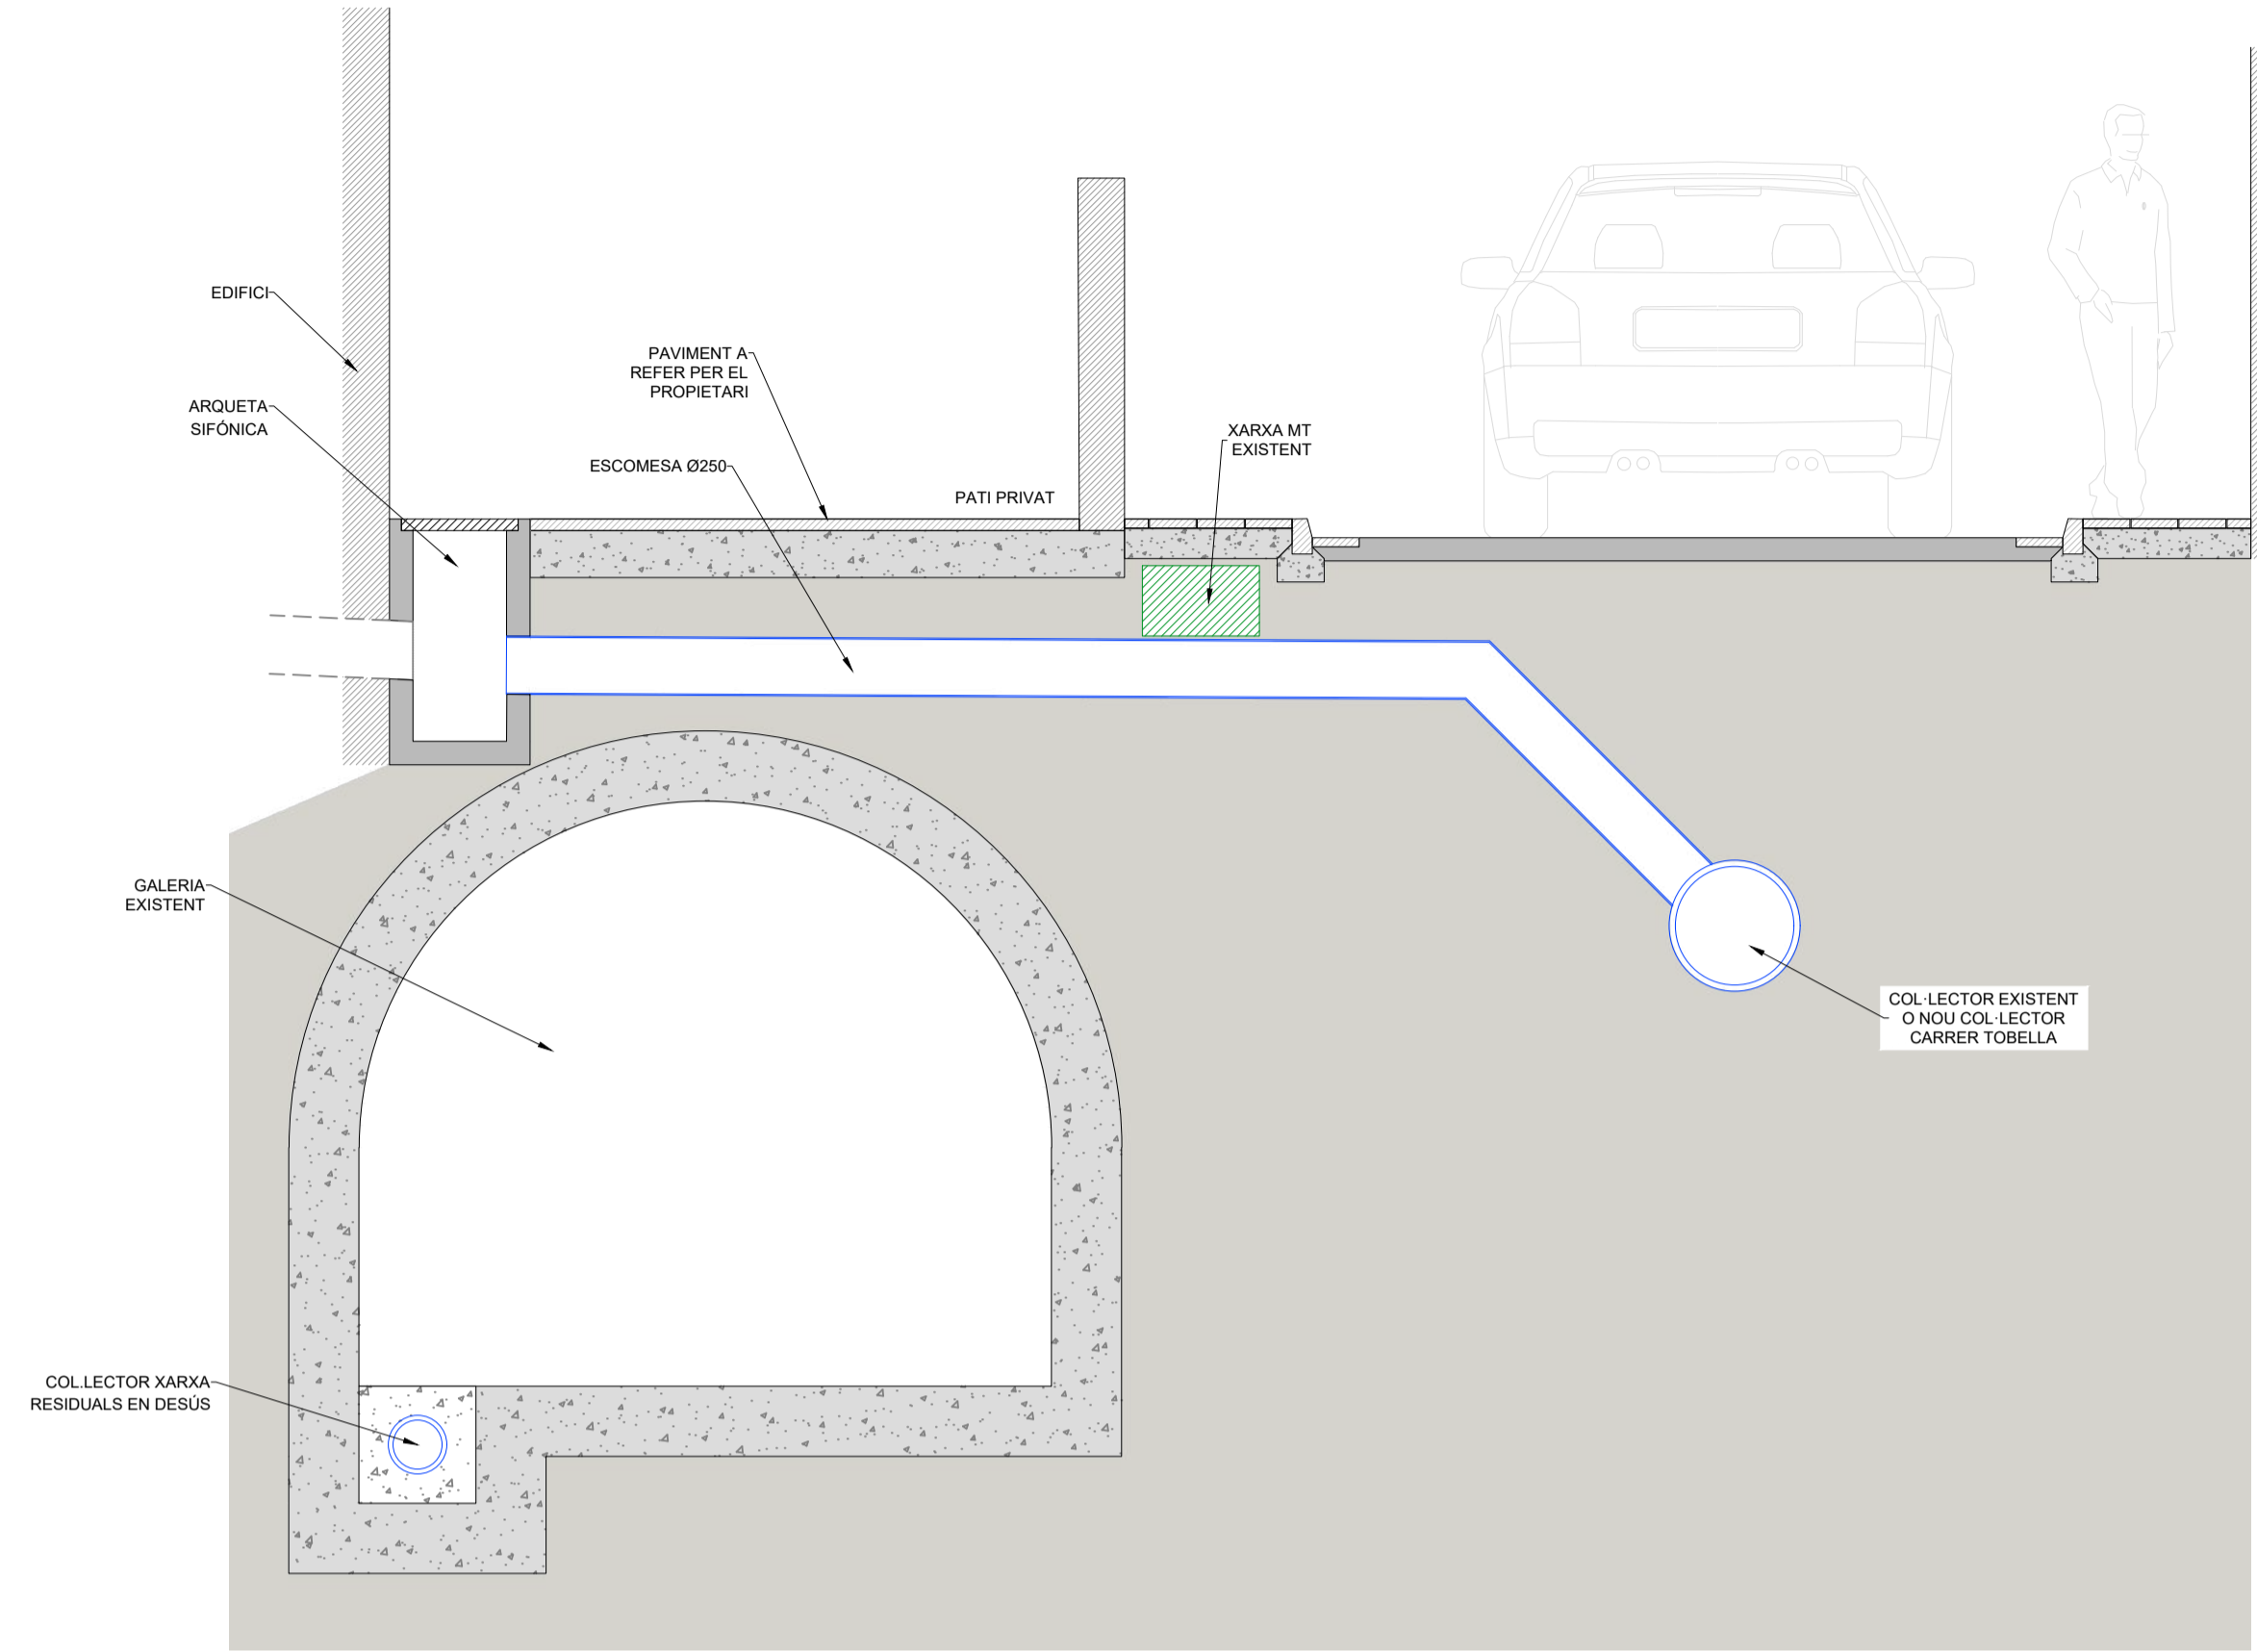 EDIFICI
PAVIMENT A
REFER PER EL
PROPIETARI
ARQUETA
SIFÓNICA
XARXA MT
EXISTENT
ESCOMESA Ø250
PATI PRIVAT
GALERIA
EXISTENT
COL·LECTOR EXISTENT
O NOU COL·LECTOR
CARRER TOBELLA
COL.LECTOR XARXA
RESIDUALS EN DESÚS